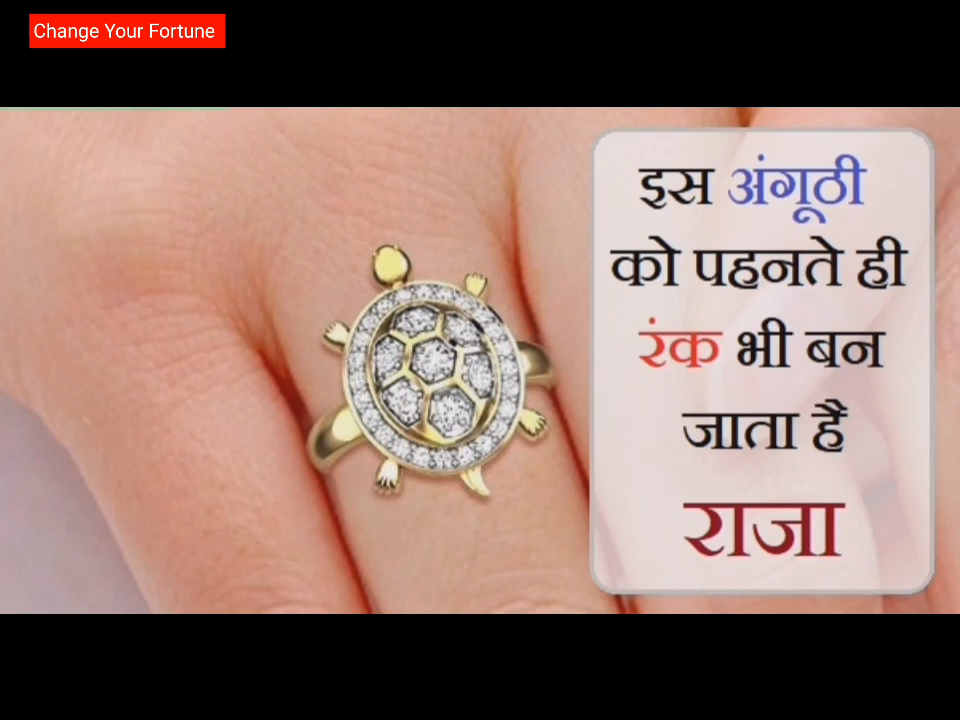 Change Your Fortune
इस अंगूठी
को पहनते ही
रंक भी बन
जाता है
राजा